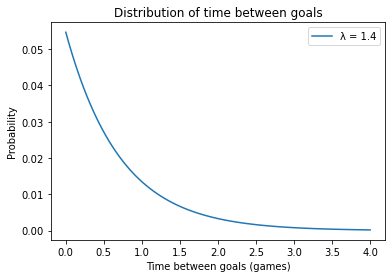 Distribution of time between goals
λ = 1.4
Probability
0.05
0.04
0.03
0.02
0.01
0.00
0.0 0.5 1.0 1.5 2.0 2.5 3.0 3.5 4.0
Time between goals (games)